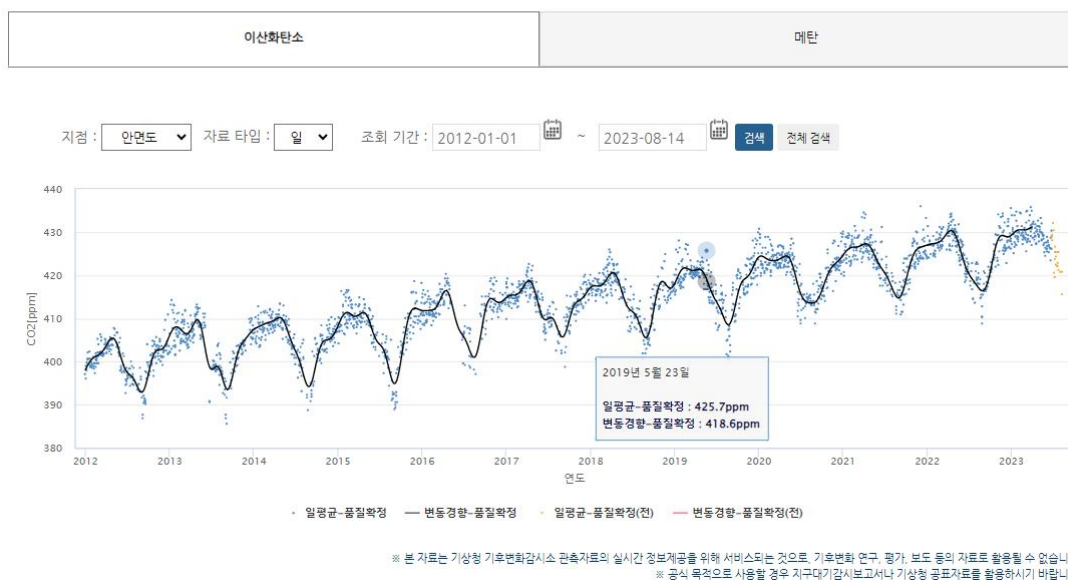 이산화탄소 메탄
지점 : 안면도 자료 타입 : 일 조회 기간 : 2012-01-01 ~ 2023-08-14 검색 전체 검색
440
430
420
410
400
390
380
CO2[ppm]
2019년 5월 23일
일평균-품질확정 : 425.7ppm
변동경향-품질확정 : 418.6ppm
2012 2013 2014 2015 2016 2017 2018 2019 2020 2021 2022 2023
연도
일평균-품질확정 변동경향-품질확정 일평균-품질확정(전) 변동경향-품질확정(전)
※ 본 자료는 기상청 기후변화감시소 관측자료의 실시간 정보제공을 위해 서비스되는 것으로, 기후변화 연구, 평가, 보도 등의 자료로 활용될 수 없습니
※ 공식 목적으로 사용할 경우 지구대기감시보고서나 기상청 공표자료를 활용하시기 바랍니